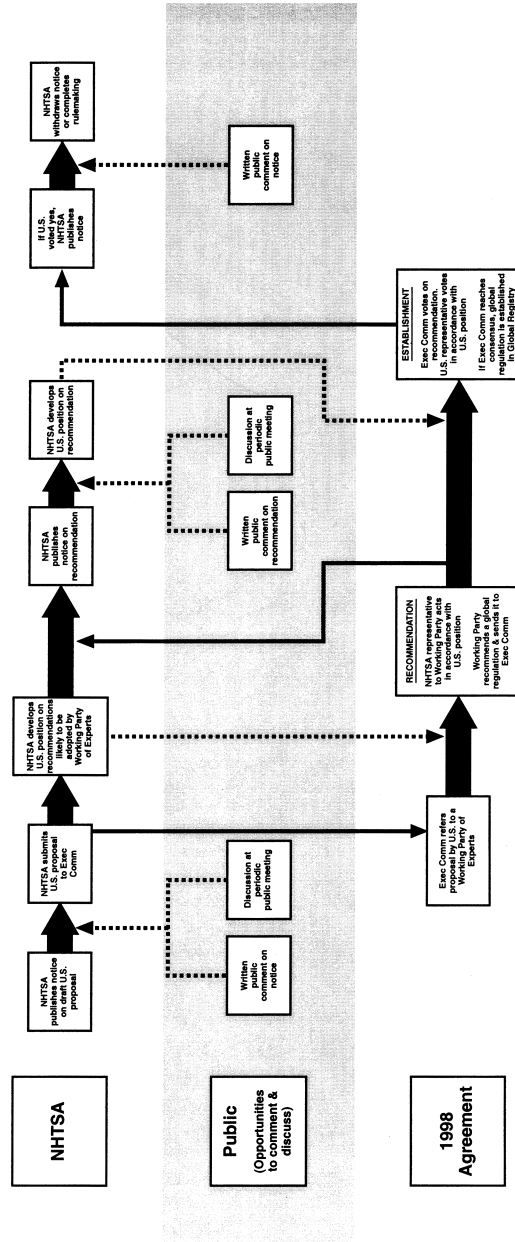 NHTSA
NHTSA
publishes notice
on draft U.S.
proposal
NHTSA submits
U.S. proposal
to Exec
Comm
NHTSA develops
U.S. position on
recommendations
likely to be
adopted by
Working Party
of Experts
NHTSA
publishes
notice on
recommendation
NHTSA develops
U.S. position on
recommendation
If U.S.
voted yes,
NHTSA
publishes
notice
NHTSA
withdraws notice
or completes
rulemaking
Public
(Opportunities
to comment &
discuss)
Written
public
comment on
notice
Discussion at
periodic
public meeting
Written
public
comment on
recommendation
Discussion at
periodic
public meeting
Written
public
comment on
notice
1998
Agreement
Exec Comm refers
proposal by U.S. to a
Working Party of
Experts
RECOMMENDATION
NHTSA representative
to Working Party acts
in accordance with
U.S. position
Working Party
recommends a global
regulation & sends it to
Exec Comm
ESTABLISHMENT
Exec Comm votes on
recommendation.
U.S. representative votes
in accordance with
U.S. position
If Exec Comm reaches
consensus, global
regulation is established
in Global Registry